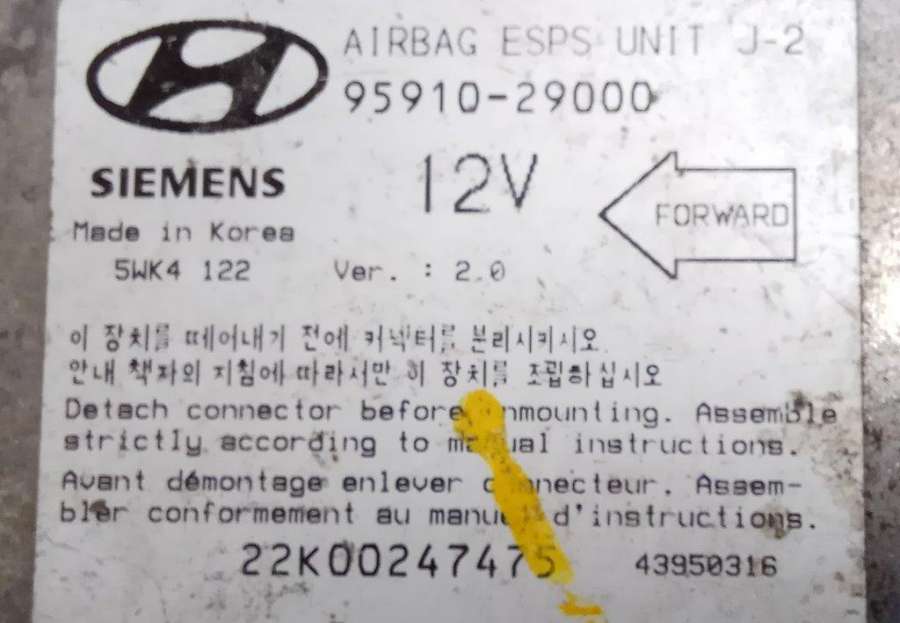 AIRBAG ESPS UNIT J-2
95910-29000
SIEMENS
12V
FORWARD
Made in Korea
5WK4 122 Ver. : 2.0
이 장치를 떼어내기 전에 커넥터를 분리시키시오
안내 책자의 지침에 따라서만 이 장치를 조립하십시오
Detach connector before unmounting. Assemble
strictly according to manual instructions.
Avant démontage enlever connecteur. Assem-
bler conformement au manuel d'instructions.
22K00247475 43950316